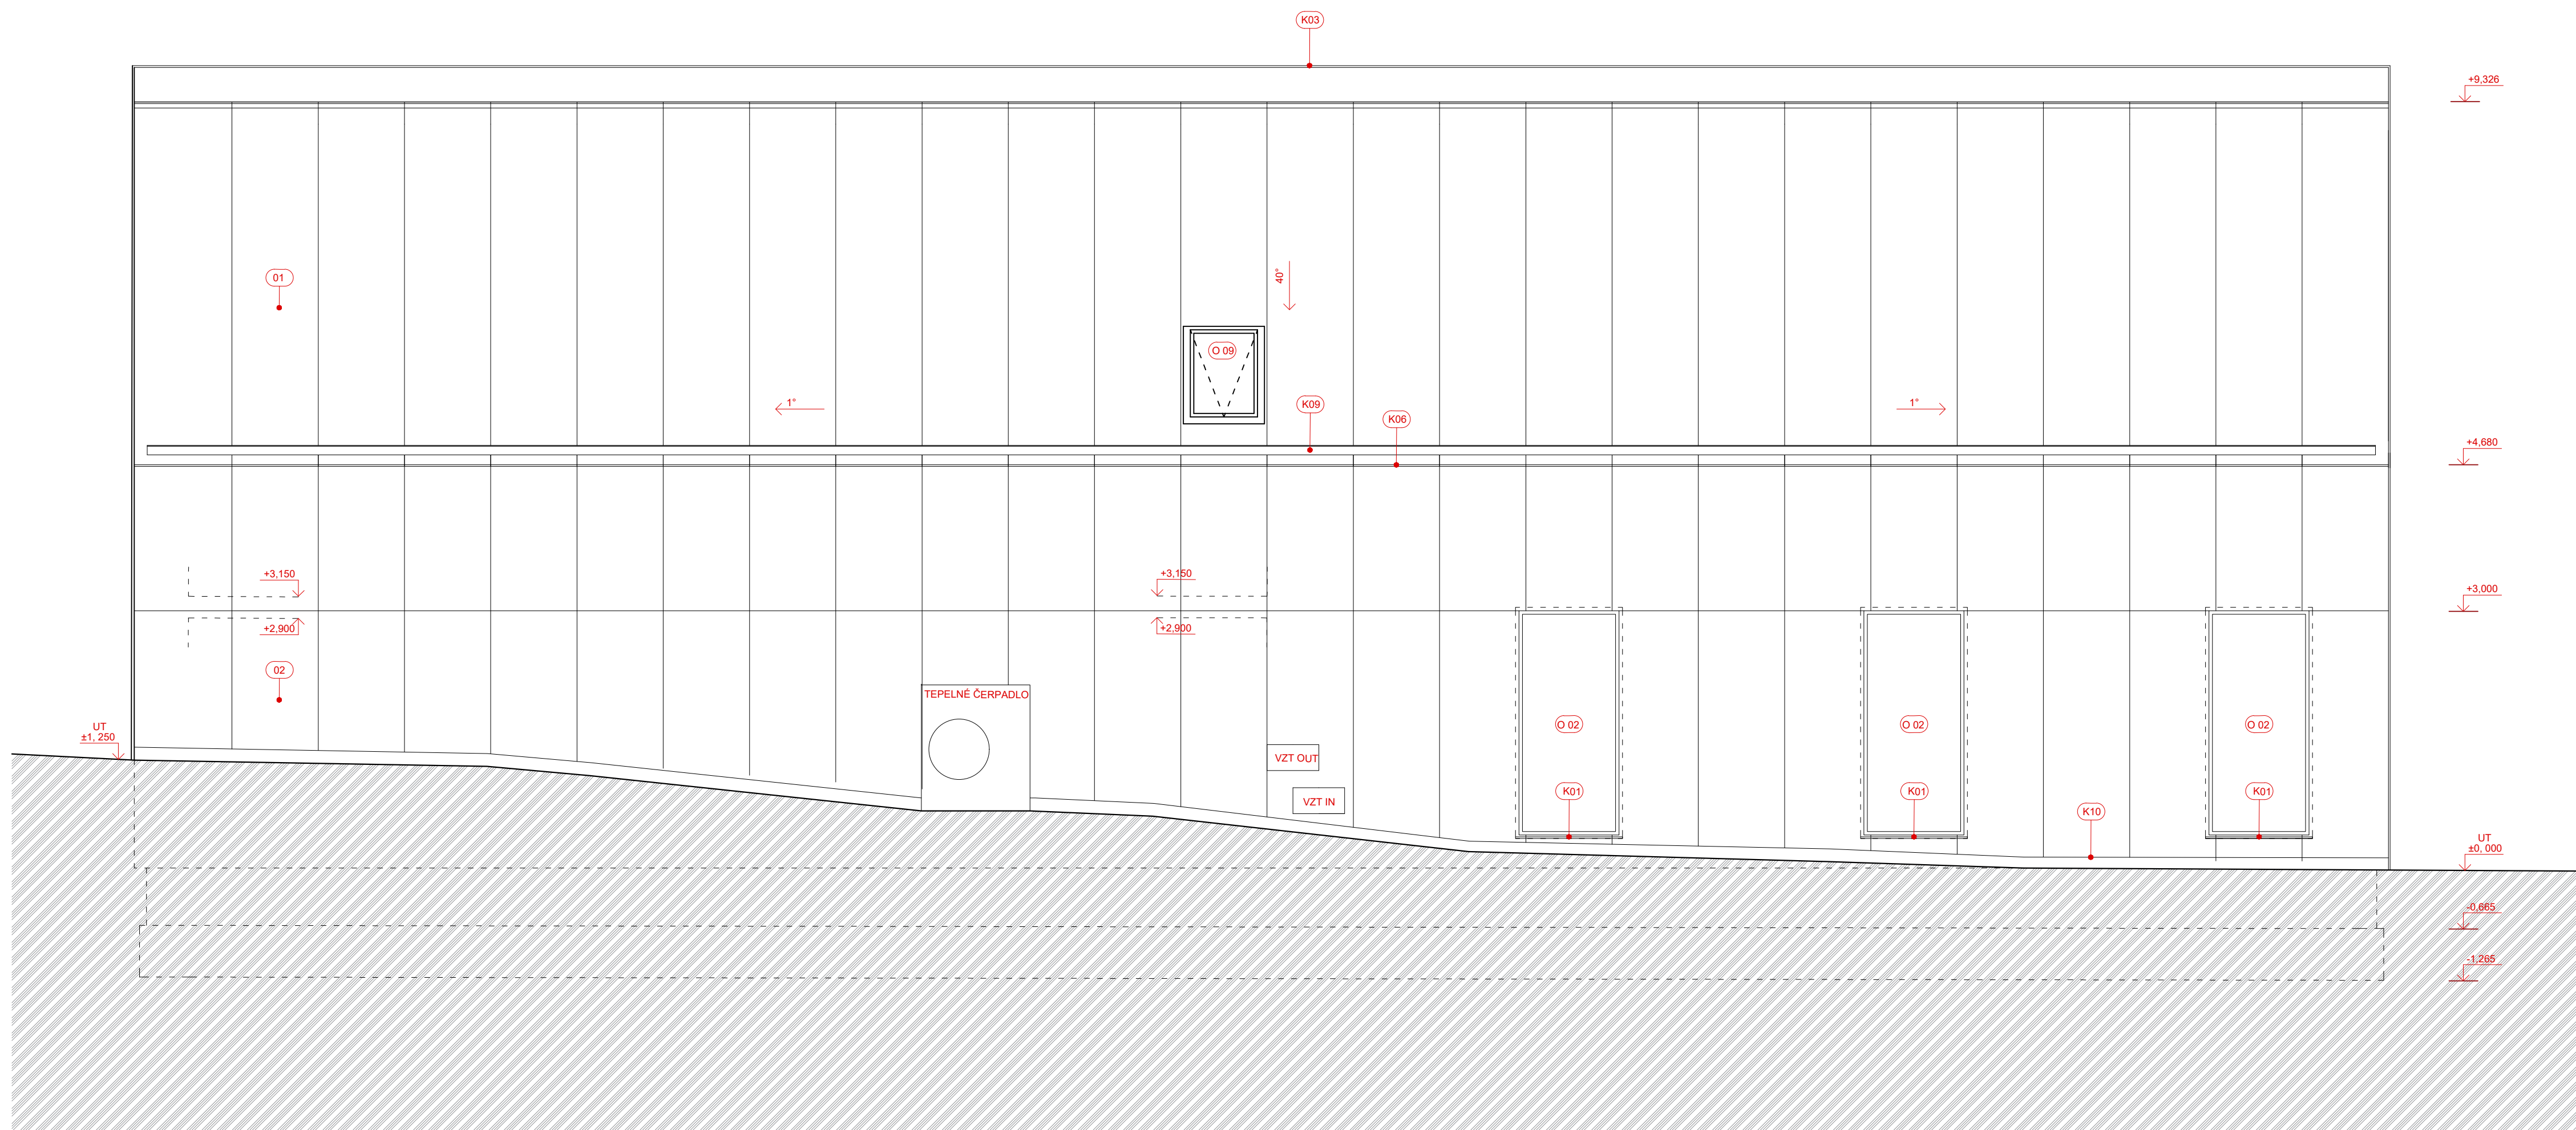 K03
+9,326
01
40°
O 09
1°
K09
K06
1°
+4,680
+3,150
+3,150
+3,000
+2,900
+2,900
02
TEPELNÉ ČERPADLO
UT
±1, 250
O 02
O 02
O 02
VZT OUT
VZT IN
K01
K01
K01
K10
UT
±0, 000
-0,665
-1,265